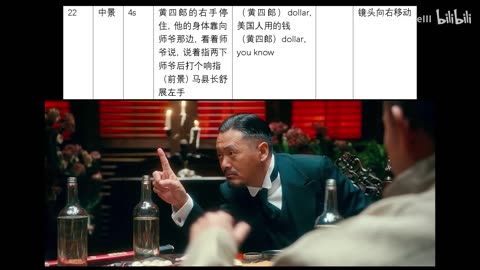 elll bilibili
22
中景
4s
黄四郎的右手停
住，他的身体靠向
师爷那边，看着师
爷说，说着指两下
师爷后打个响指
（前景）马县长舒
展左手
（黄四郎）dollar,
美国人用的钱
（黄四郎）dollar,
you know
镜头向右移动